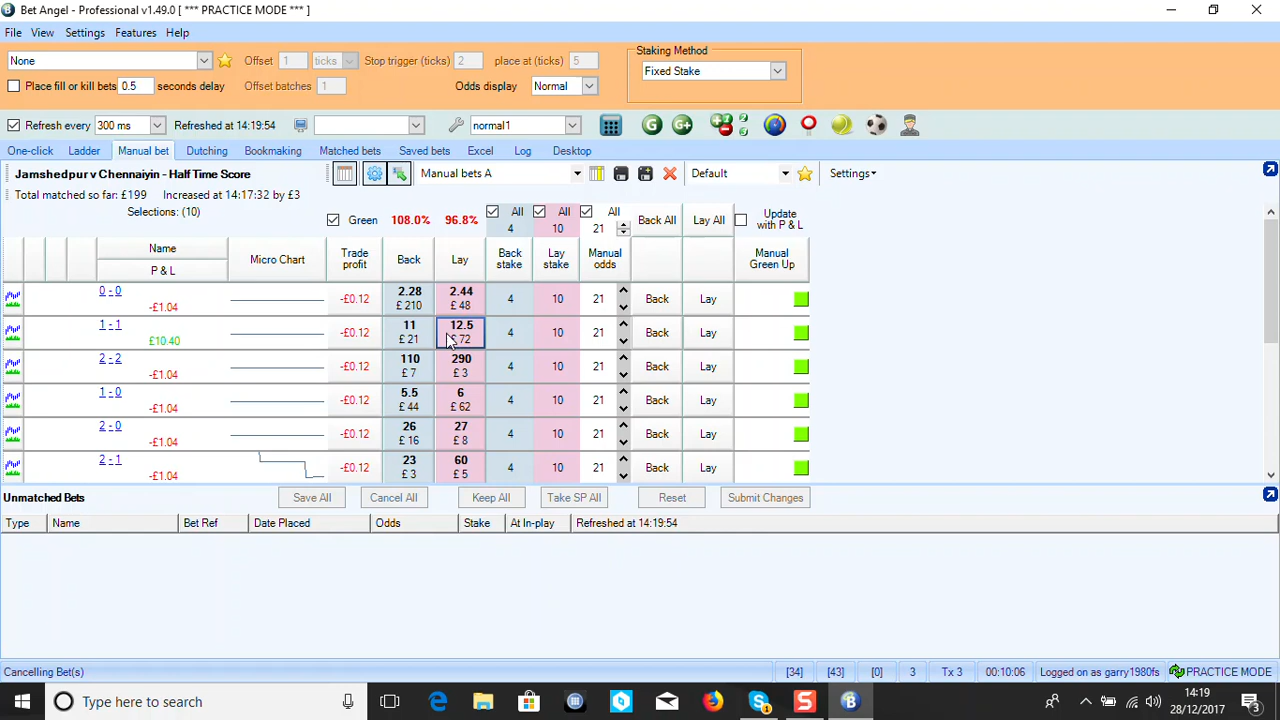 Bet Angel - Professional v1.49.0 [ *** PRACTICE MODE *** ]
File View Settings Features Help
None Offset 1 ticks Stop trigger (ticks) 2 place at (ticks) 5 Staking Method
Fixed Stake
Place fill or kill bets 0.5 seconds delay Offset batches 1 Odds display Normal
Refresh every 300 ms Refreshed at 14:19:54 normal1
One-click Ladder Manual bet Dutching Bookmaking Matched bets Saved bets Excel Log Desktop
Jamshedpur v Chennaiyin - Half Time Score Manual bets A Default Settings
Total matched so far: £199 Increased at 14:17:32 by £3
Selections: (10) Green 108.0% 96.8% All 4 All 10 All 21 Back All Lay All Update with P & L
Name P & L Micro Chart Trade profit Back Lay Back stake Lay stake Manual odds Manual Green Up
0 - 0 -£1.04 -£0.12 2.28 £ 210 2.44 £ 48 4 10 21 Back Lay
1 - 1 £10.40 -£0.12 11 £ 21 12.5 £ 72 4 10 21 Back Lay
2 - 2 -£1.04 -£0.12 110 £ 7 290 £ 3 4 10 21 Back Lay
1 - 0 -£1.04 -£0.12 5.5 £ 44 6 £ 62 4 10 21 Back Lay
2 - 0 -£1.04 -£0.12 26 £ 16 27 £ 8 4 10 21 Back Lay
2 - 1 -£1.04 -£0.12 23 £ 3 60 £ 5 4 10 21 Back Lay
Unmatched Bets Save All Cancel All Keep All Take SP All Reset Submit Changes
Type Name Bet Ref Date Placed Odds Stake At In-play Refreshed at 14:19:54
Cancelling Bet(s) [34] [43] [0] 3 Tx 3 00:10:06 Logged on as garry1980fs PRACTICE MODE
Type here to search 14:19
28/12/2017